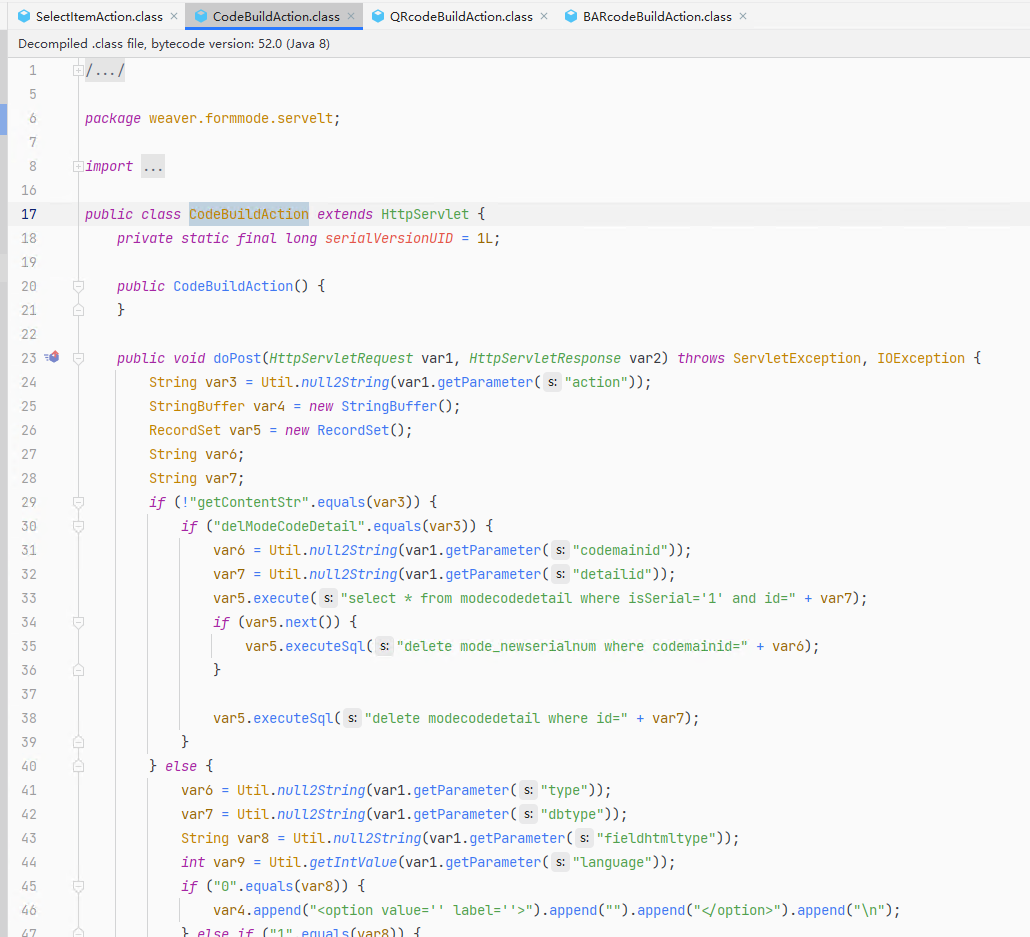 SelectItemAction.class × CodeBuildAction.class × QRcodeBuildAction.class × BARcodeBuildAction.class ×
Decompiled .class file, bytecode version: 52.0 (Java 8)
1 /.../
5
6 package weaver.formmode.servelt;
7
8 import ...
16
17 public class CodeBuildAction extends HttpServlet {
18 private static final long serialVersionUID = 1L;
19
20 public CodeBuildAction() {
21 }
22
23 public void doPost(HttpServletRequest var1, HttpServletResponse var2) throws ServletException, IOException {
24 String var3 = Util.null2String(var1.getParameter( s: "action"));
25 StringBuffer var4 = new StringBuffer();
26 RecordSet var5 = new RecordSet();
27 String var6;
28 String var7;
29 if (!"getContentStr".equals(var3)) {
30 if ("delModeCodeDetail".equals(var3)) {
31 var6 = Util.null2String(var1.getParameter( s: "codemainid"));
32 var7 = Util.null2String(var1.getParameter( s: "detailid"));
33 var5.execute( s: "select * from modecodedetail where isSerial='1' and id=" + var7);
34 if (var5.next()) {
35 var5.executeSql( s: "delete mode_newserialnum where codemainid=" + var6);
36 }
37
38 var5.executeSql( s: "delete modecodedetail where id=" + var7);
39 }
40 } else {
41 var6 = Util.null2String(var1.getParameter( s: "type"));
42 var7 = Util.null2String(var1.getParameter( s: "dbtype"));
43 String var8 = Util.null2String(var1.getParameter( s: "fieldhtmltype"));
44 int var9 = Util.getIntValue(var1.getParameter( s: "language"));
45 if ("0".equals(var8)) {
46 var4.append("<option value='' label=''>").append("").append("</option>").append("\n");
47 } else if ("1".equals(var8)) {